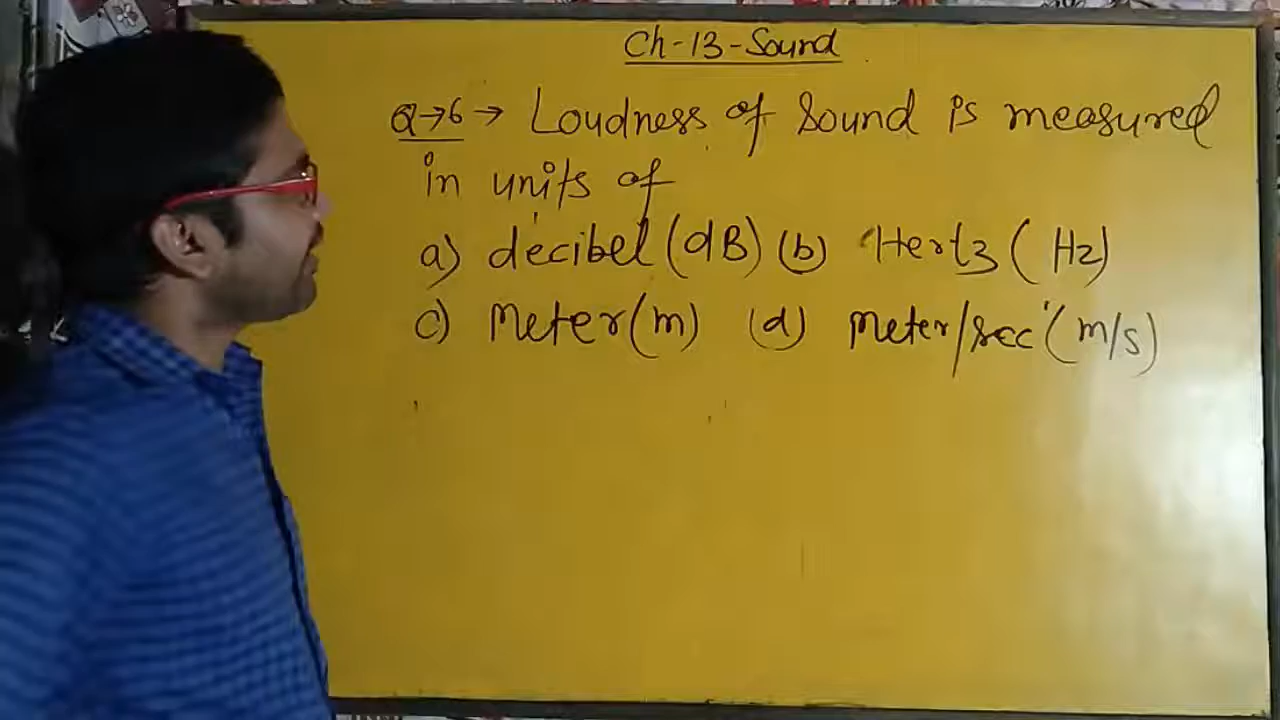 Ch-13-Sound
Q→6→ Loudness of Sound is measured
in units of
a) decibel (dB) (b) Hertz (Hz)
c) Meter (m) (d) Meter/sec (m/s)